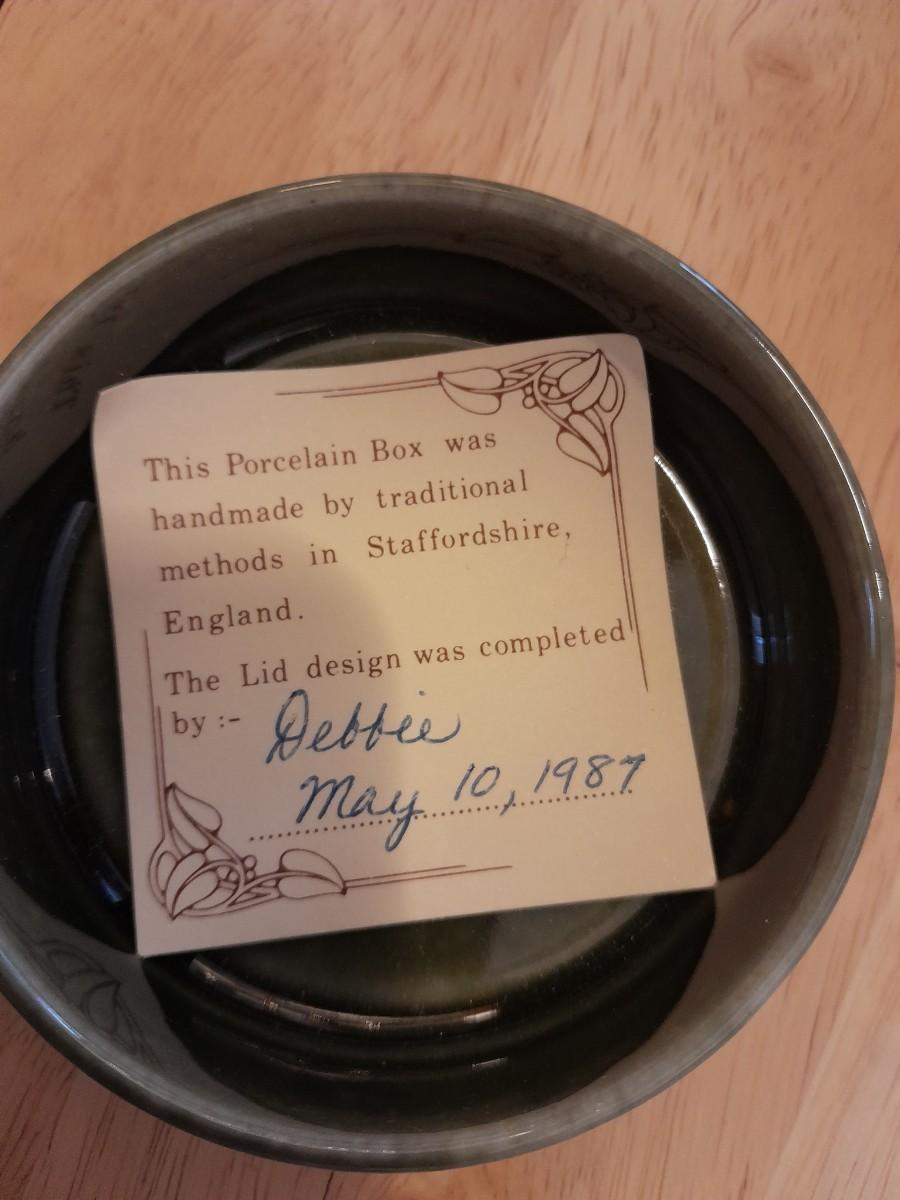 This Porcelain Box was
handmade by traditional
methods in Staffordshire,
England.
The Lid design was completed
by :- Debbie
May 10, 1987